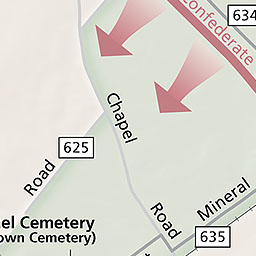 Confederate
634
Chapel
625
Road
Road
Mineral
el Cemetery
own Cemetery)
635